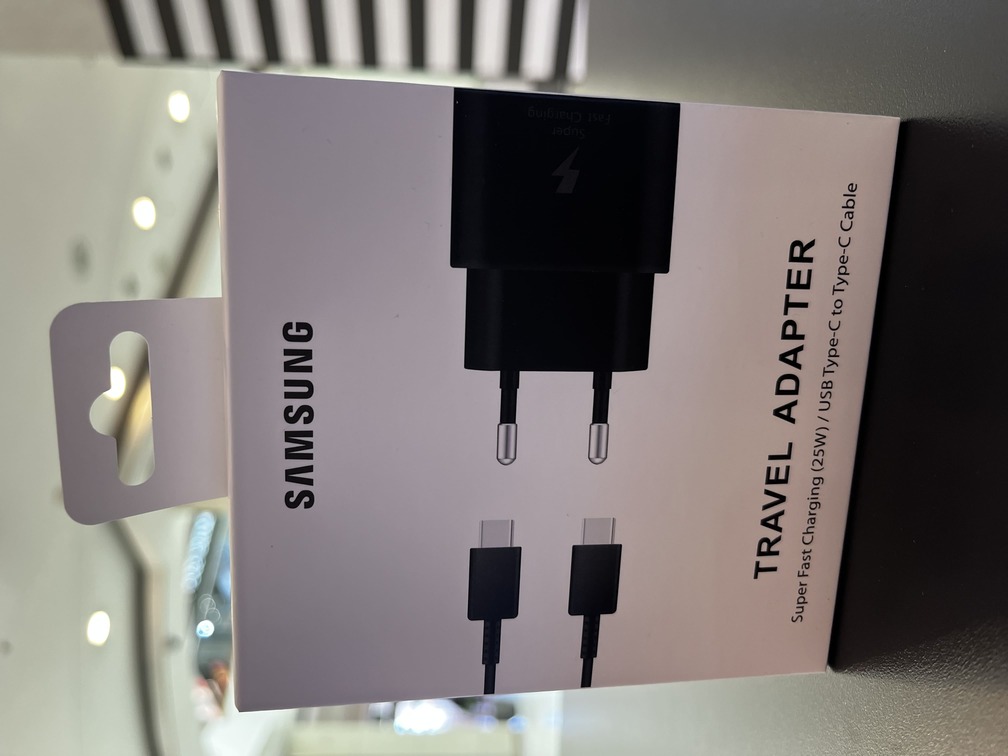 SAMSUNG
Super
Fast Charging
TRAVEL ADAPTER
Super Fast Charging (25W) / USB Type-C to Type-C Cable